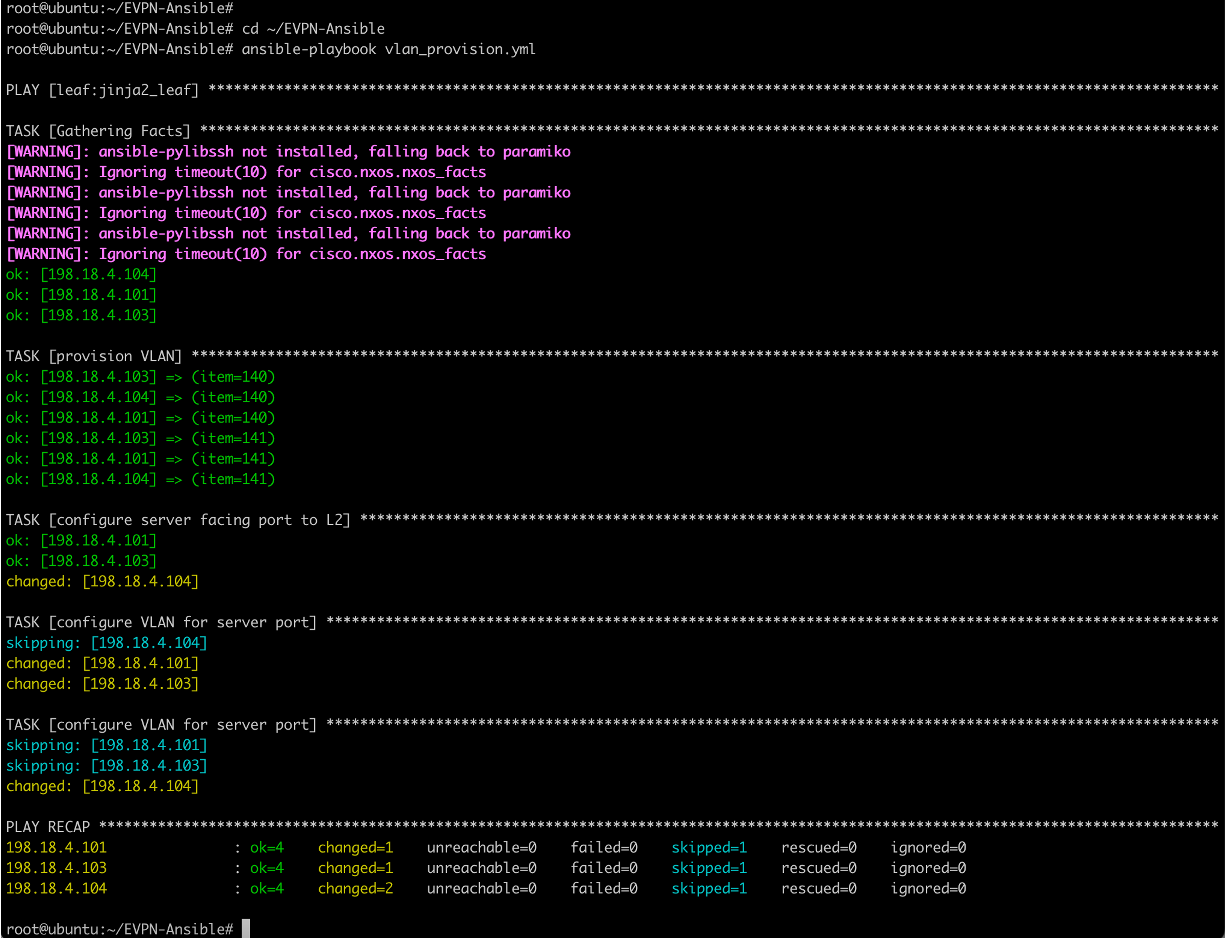 root@ubuntu:~/EVPN-Ansible#
root@ubuntu:~/EVPN-Ansible# cd ~/EVPN-Ansible
root@ubuntu:~/EVPN-Ansible# ansible-playbook vlan_provision.yml
PLAY [leaf:jinja2_leaf] ************************************************************************************************************************
TASK [Gathering Facts] *************************************************************************************************************************
[WARNING]: ansible-pylibssh not installed, falling back to paramiko
[WARNING]: Ignoring timeout(10) for cisco.nxos.nxos_facts
[WARNING]: ansible-pylibssh not installed, falling back to paramiko
[WARNING]: Ignoring timeout(10) for cisco.nxos.nxos_facts
[WARNING]: ansible-pylibssh not installed, falling back to paramiko
[WARNING]: Ignoring timeout(10) for cisco.nxos.nxos_facts
ok: [198.18.4.104]
ok: [198.18.4.101]
ok: [198.18.4.103]
TASK [provision VLAN] **************************************************************************************************************************
ok: [198.18.4.103] => (item=140)
ok: [198.18.4.104] => (item=140)
ok: [198.18.4.101] => (item=140)
ok: [198.18.4.103] => (item=141)
ok: [198.18.4.101] => (item=141)
ok: [198.18.4.104] => (item=141)
TASK [configure server facing port to L2] ******************************************************************************************************
ok: [198.18.4.101]
ok: [198.18.4.103]
changed: [198.18.4.104]
TASK [configure VLAN for server port] **********************************************************************************************************
skipping: [198.18.4.104]
changed: [198.18.4.101]
changed: [198.18.4.103]
TASK [configure VLAN for server port] **********************************************************************************************************
skipping: [198.18.4.101]
skipping: [198.18.4.103]
changed: [198.18.4.104]
PLAY RECAP *************************************************************************************************************************************
198.18.4.101 : ok=4 changed=1 unreachable=0 failed=0 skipped=1 rescued=0 ignored=0
198.18.4.103 : ok=4 changed=1 unreachable=0 failed=0 skipped=1 rescued=0 ignored=0
198.18.4.104 : ok=4 changed=2 unreachable=0 failed=0 skipped=1 rescued=0 ignored=0
root@ubuntu:~/EVPN-Ansible#